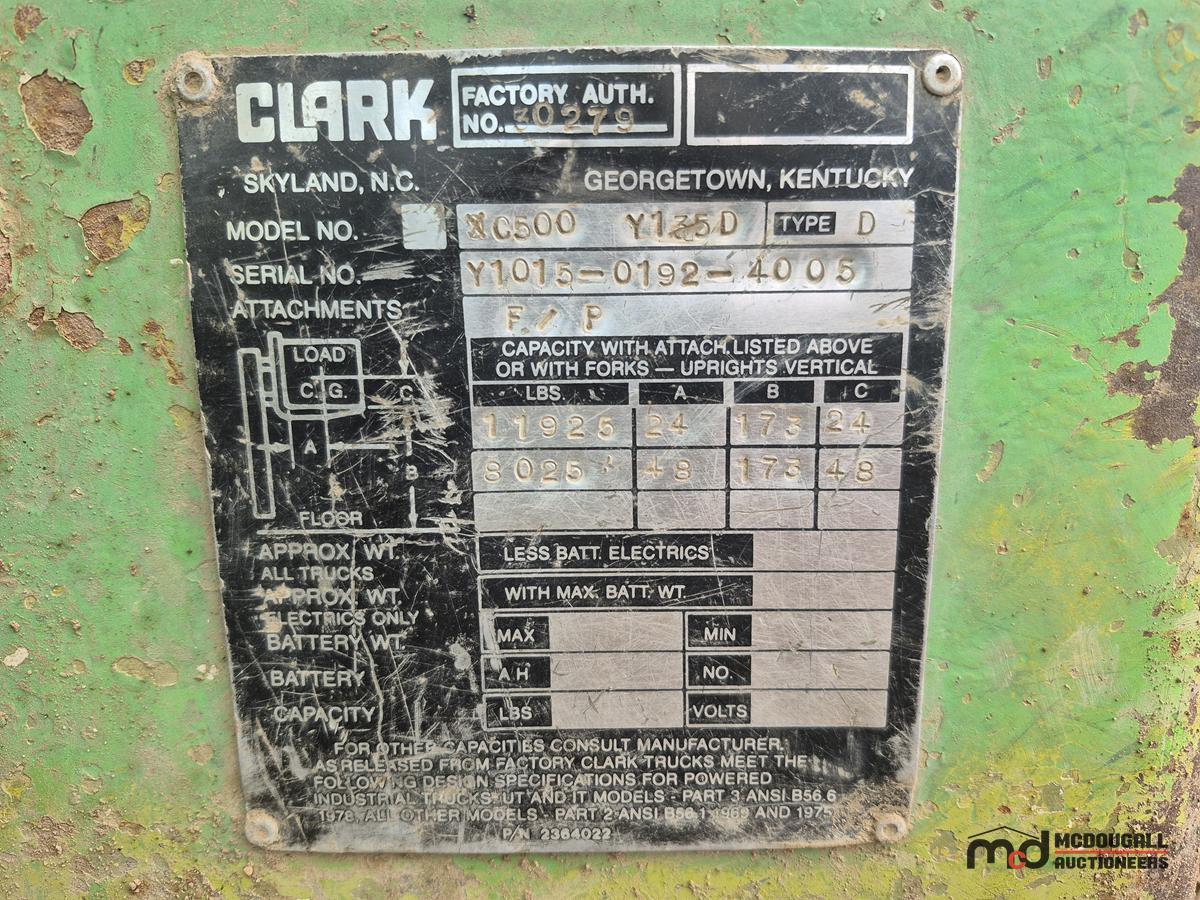 CLARK
FACTORY AUTH.
NO. 30279
SKYLAND, N.C. GEORGETOWN, KENTUCKY
MODEL NO. C500 Y135D TYPE D
SERIAL NO. Y1015-0192-4005
ATTACHMENTS F/P
CAPACITY WITH ATTACH. LISTED ABOVE
OR WITH FORKS — UPRIGHTS VERTICAL
LBS. A B C
11925 24 173 24
8025 48 173 48
LOAD
C.G.
C
A
B
FLOOR
APPROX. WT. LESS BATT. ELECTRICS
ALL TRUCKS
APPROX. WT. WITH MAX. BATT. WT.
ELECTRICS ONLY
BATTERY WT. MAX MIN
BATTERY AH NO.
CAPACITY LBS VOLTS
FOR OTHER CAPACITIES CONSULT MANUFACTURER.
AS RELEASED FROM FACTORY CLARK TRUCKS MEET THE
FOLLOWING DESIGN SPECIFICATIONS FOR POWERED
INDUSTRIAL TRUCKS: UT AND IT MODELS - PART 3 ANSI B56.6
1978, ALL OTHER MODELS - PART 2 ANSI B56.1 1969 AND 1975
P/N 2364022
mcd MCDOUGALL
AUCTIONEERS